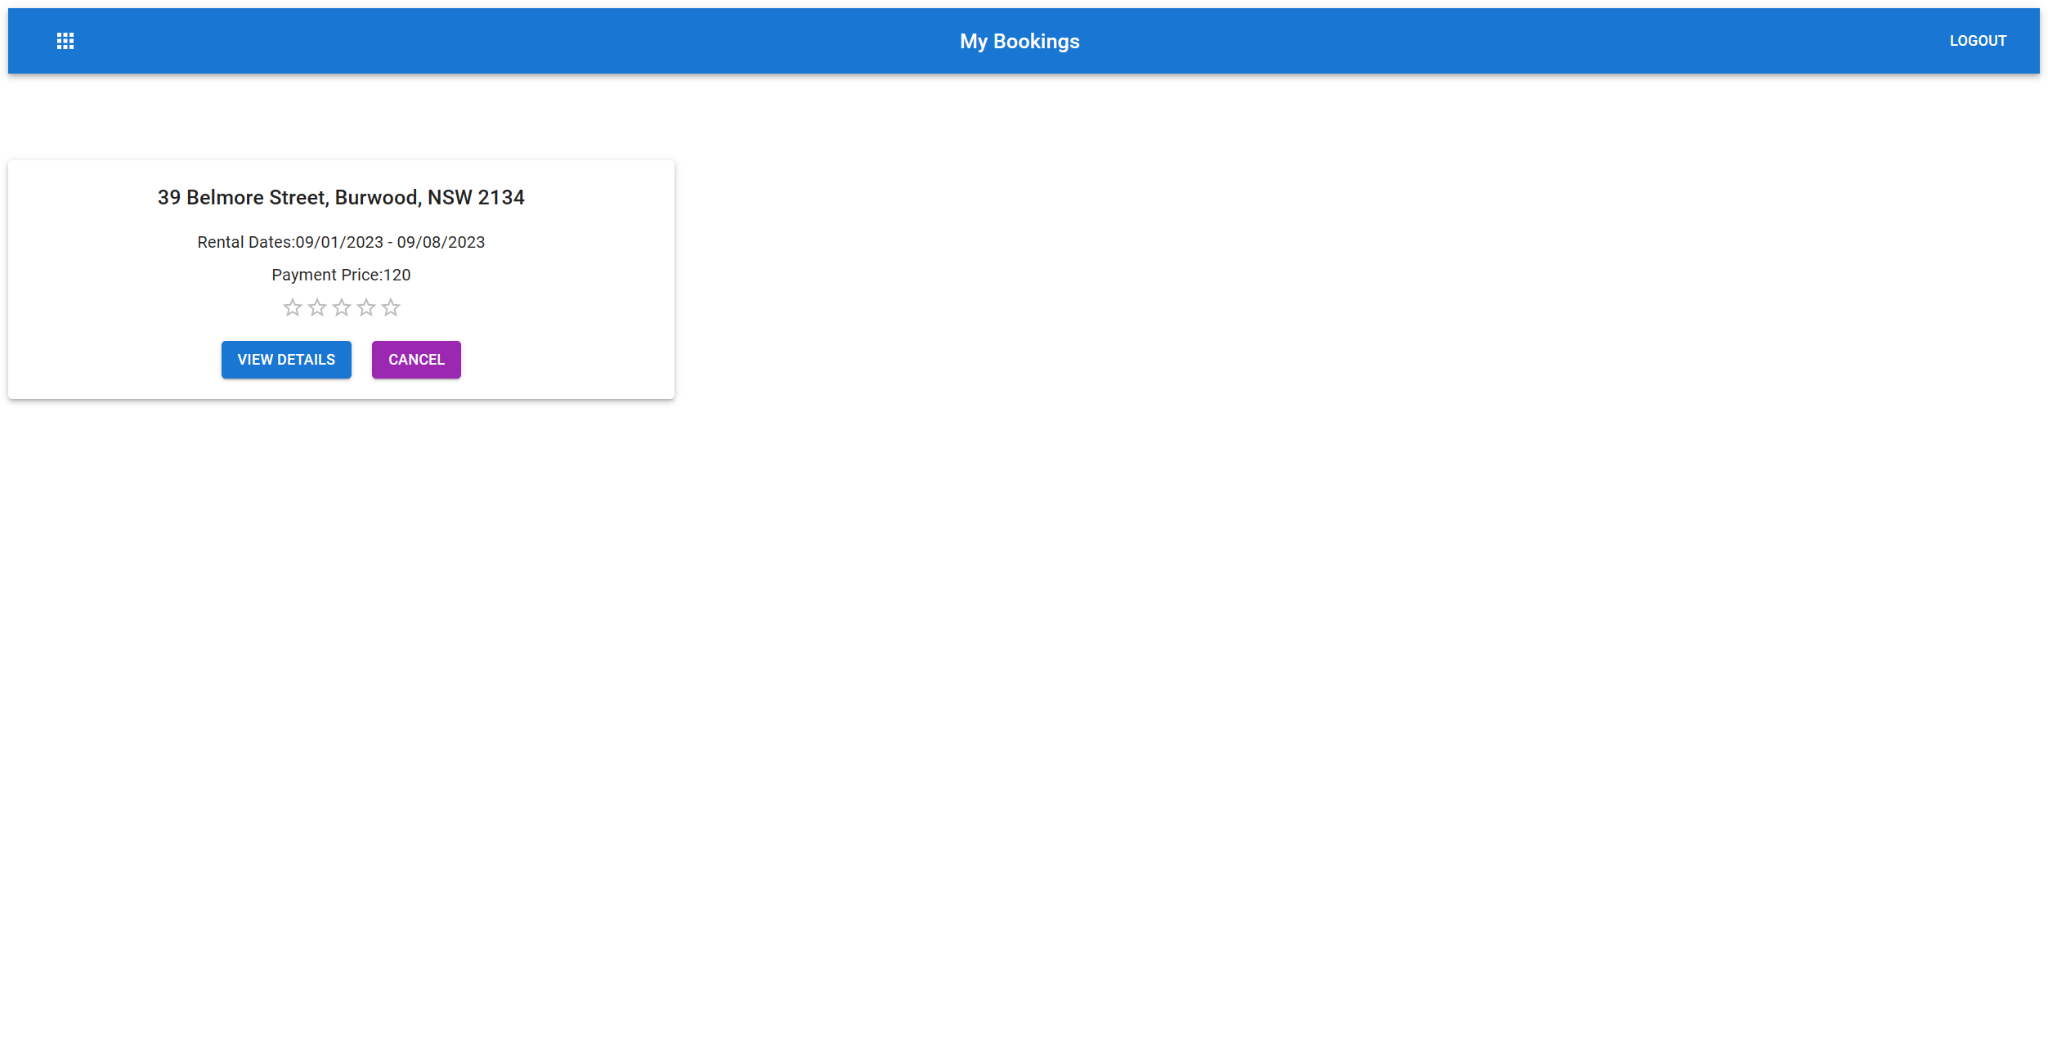 My Bookings
LOGOUT
39 Belmore Street, Burwood, NSW 2134
Rental Dates:09/01/2023 - 09/08/2023
Payment Price:120
VIEW DETAILS
CANCEL